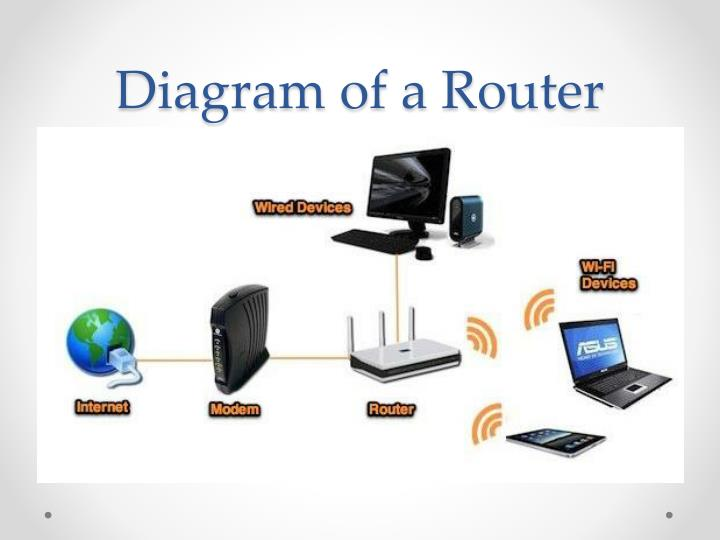 Diagram of a Router
Wired Devices
Wi-Fi
Devices
ASUS
Internet
Modem
Router